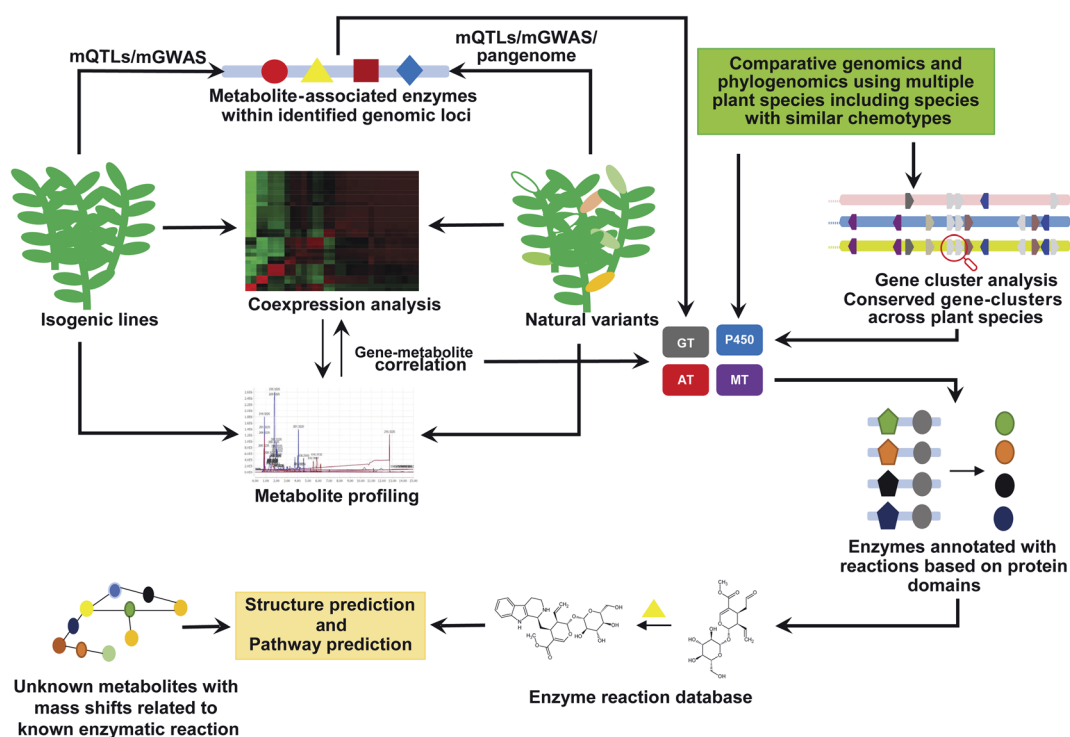 mQTLs/mGWAS
mQTLs/mGWAS/
pangenome
Metabolite-associated enzymes
within identified genomic loci
Comparative genomics and
phylogenomics using multiple
plant species including species
with similar chemotypes
Isogenic lines
Coexpression analysis
Natural variants
Gene cluster analysis
Conserved gene-clusters
across plant species
Gene-metabolite
correlation
GT
P450
AT
MT
Metabolite profiling
Enzymes annotated with
reactions based on protein
domains
Structure prediction
and
Pathway prediction
Enzyme reaction database
Unknown metabolites with
mass shifts related to
known enzymatic reaction